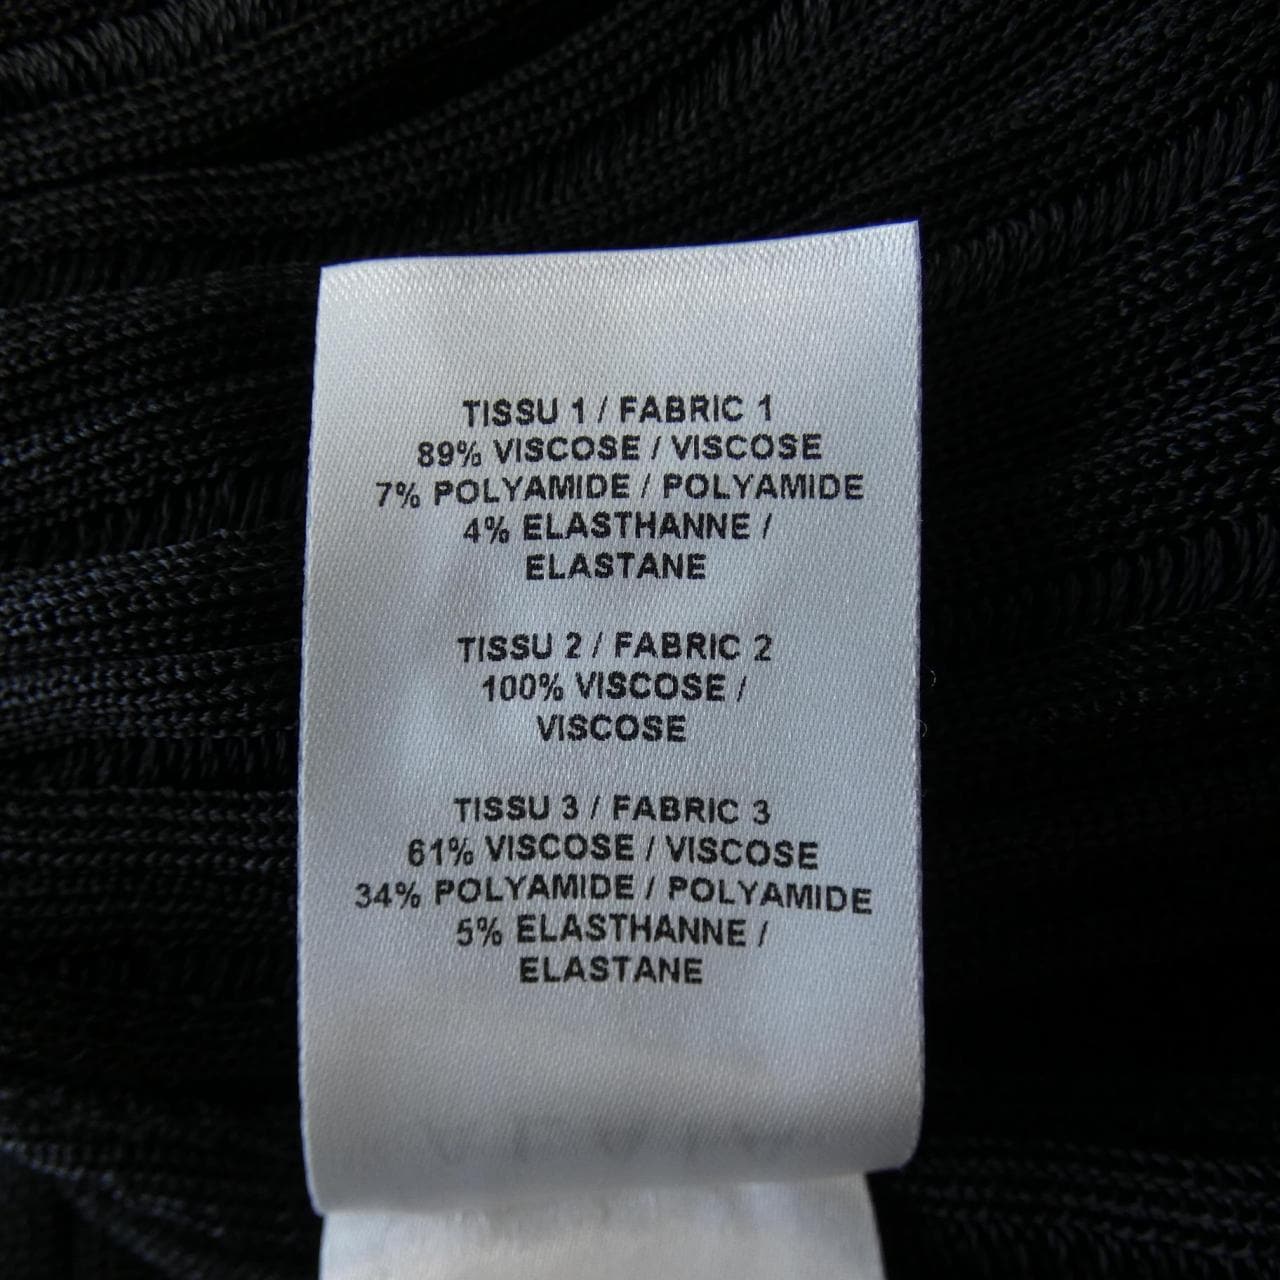 TISSU 1 / FABRIC 1
89% VISCOSE / VISCOSE
7% POLYAMIDE / POLYAMIDE
4% ELASTHANNE /
ELASTANE
TISSU 2 / FABRIC 2
100% VISCOSE /
VISCOSE
TISSU 3 / FABRIC 3
61% VISCOSE / VISCOSE
34% POLYAMIDE / POLYAMIDE
5% ELASTHANNE /
ELASTANE